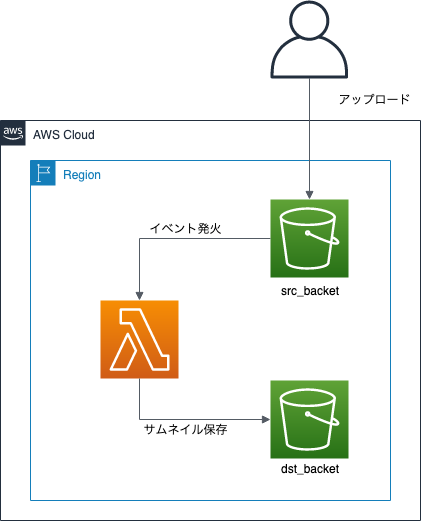 アップロード
aws
AWS Cloud
Region
イベント発火
src_backet
サムネイル保存
dst_backet